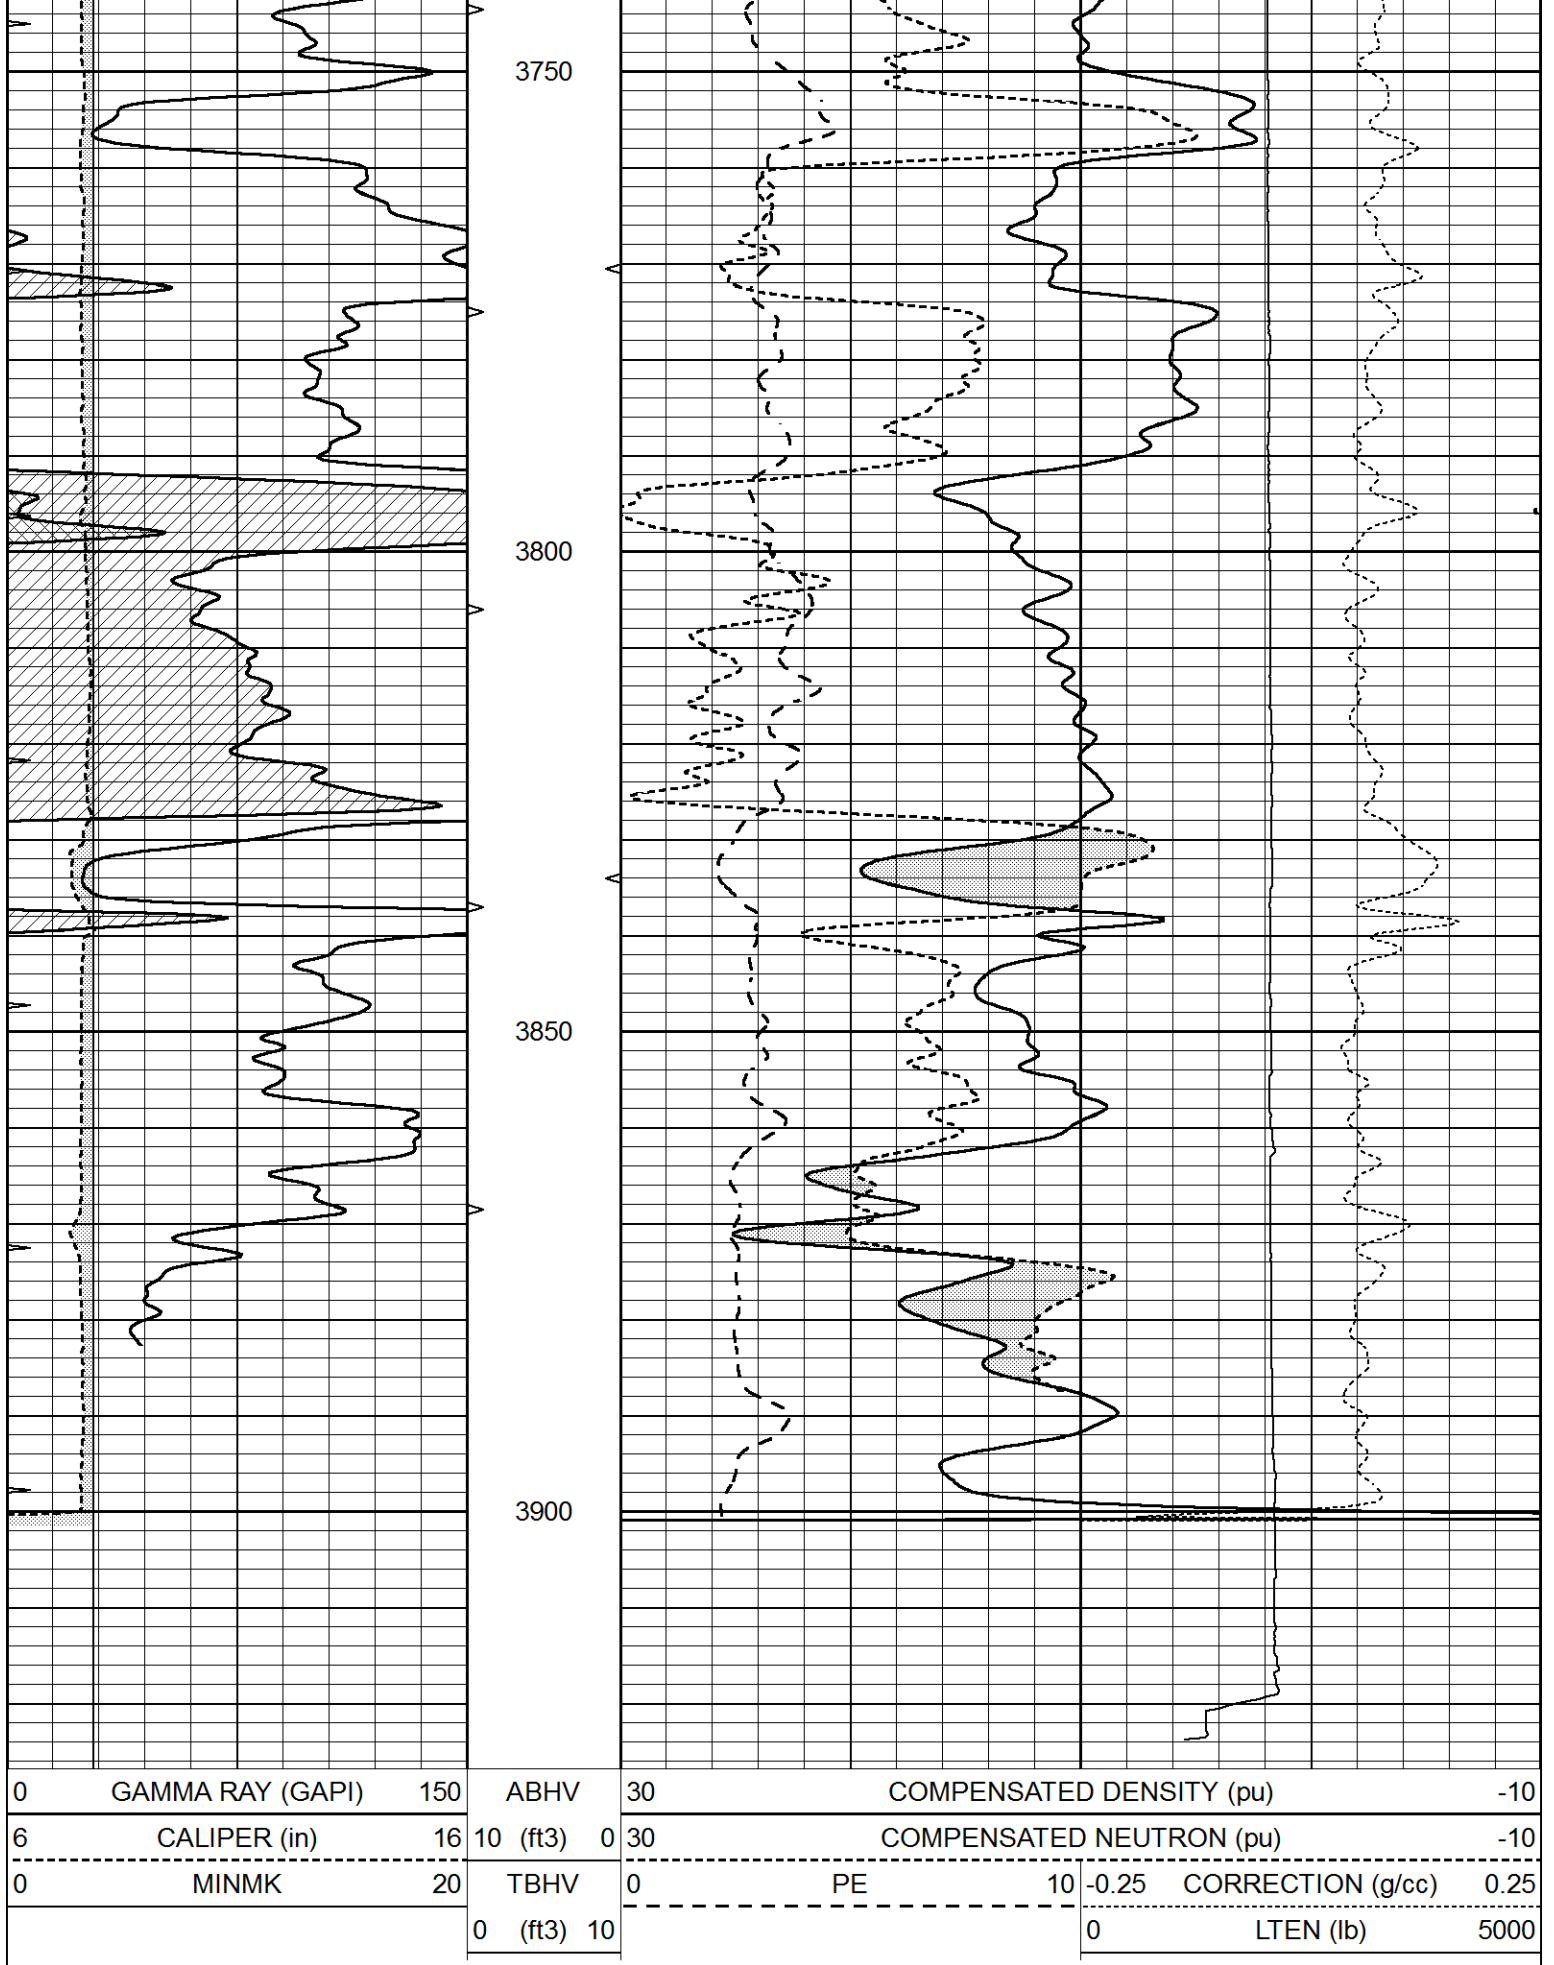 3750
3800
3850
3900
0 GAMMA RAY (GAPI) 150 ABHV 30 COMPENSATED DENSITY (pu) -10
6 CALIPER (in) 16 10 (ft3) 0 30 COMPENSATED NEUTRON (pu) -10
0 MINMK 20 TBHV 0 PE 10 -0.25 CORRECTION (g/cc) 0.25
0 (ft3) 10 0 LTEN (lb) 5000